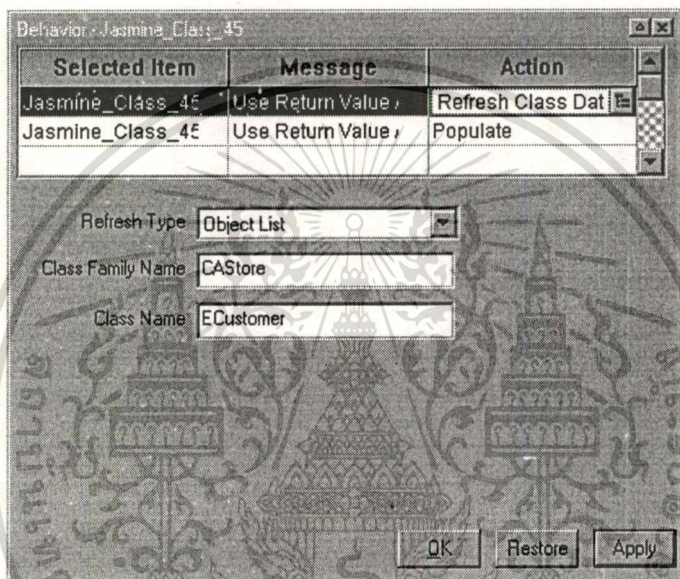 Behavior: Jasmine_Class_45
Selected Item Message Action
Jasmine_Class_45 Use Return Value Refresh Class Dat
Jasmine_Class_45 Use Return Value Populate
Refresh Type Object List
Class Family Name CAStore
Class Name ECustomer
OK Restore Apply